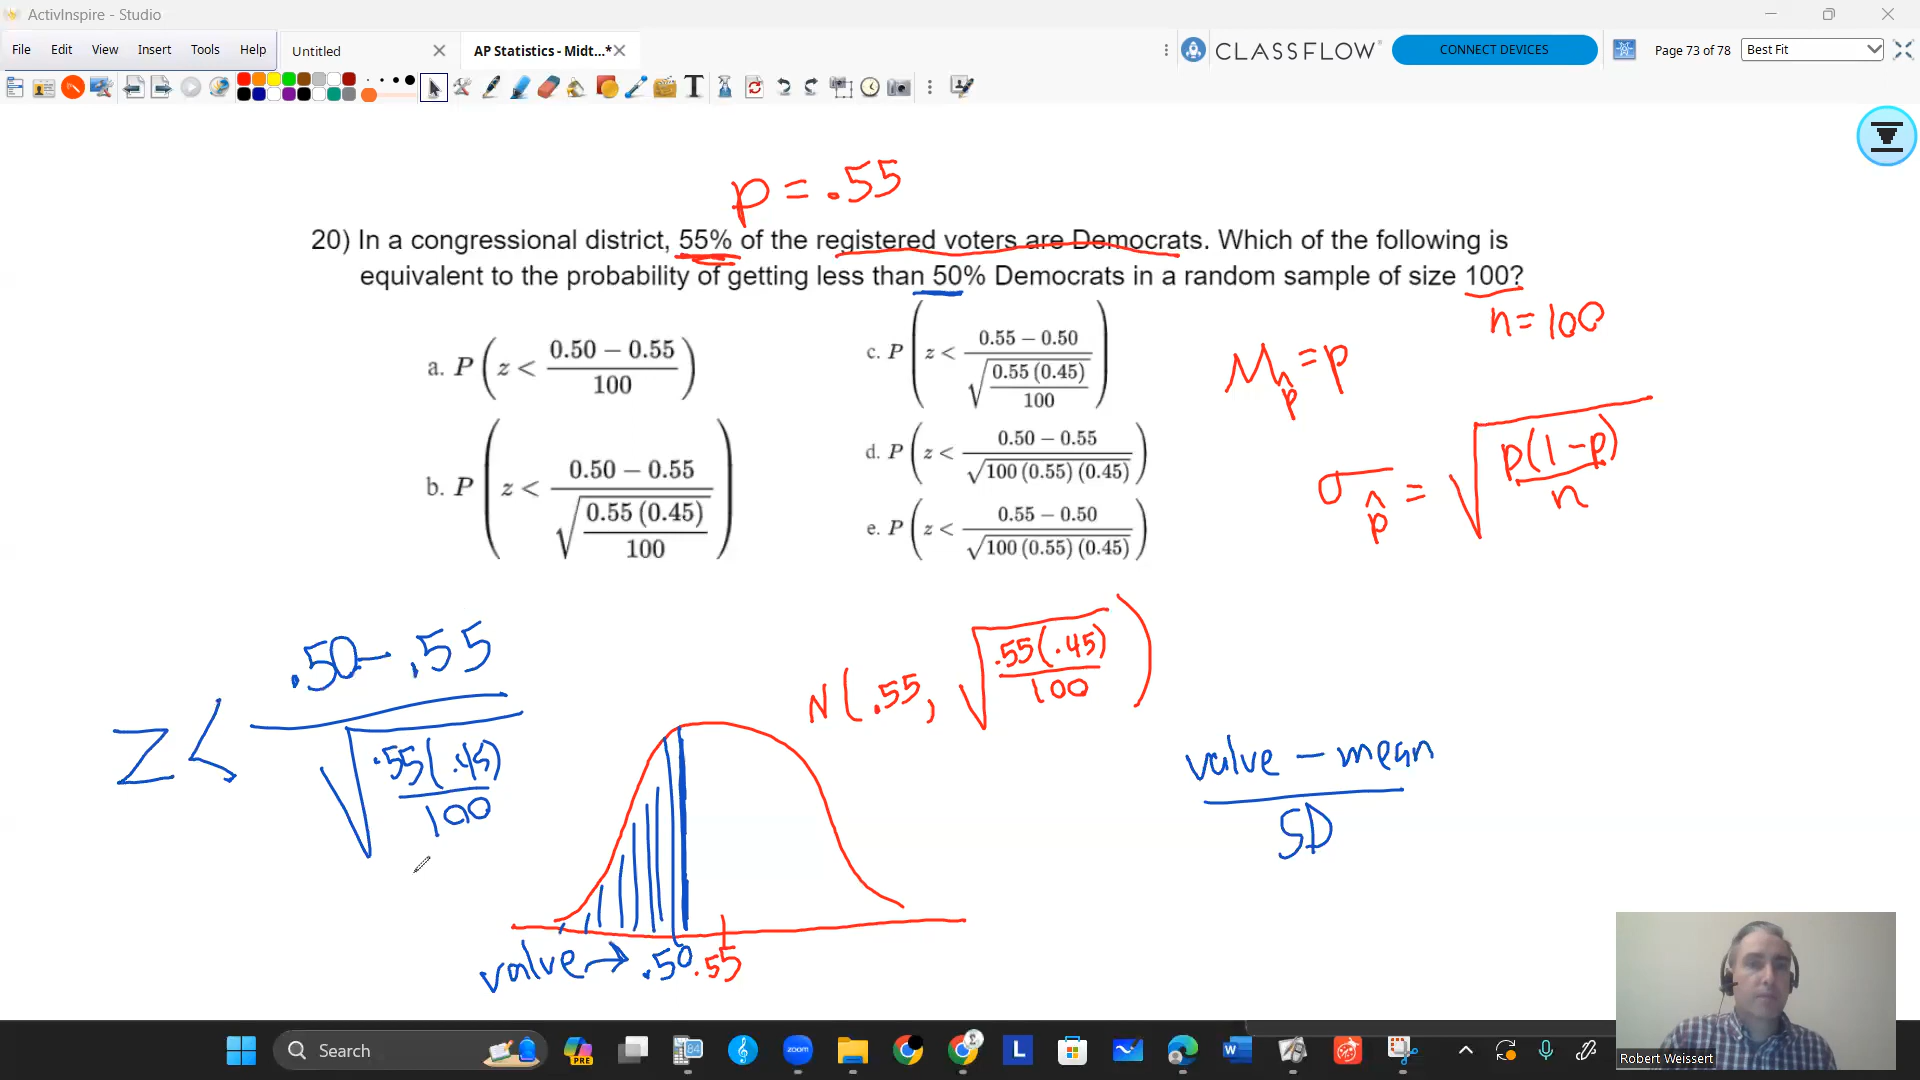 ActivInspire - Studio
File Edit View Insert Tools Help
Untitled
AP Statistics - Midt...*
CLASSFLOW
CONNECT DEVICES
Page 73 of 78
Best Fit
p = .55
20) In a congressional district, 55% of the registered voters are Democrats. Which of the following is
equivalent to the probability of getting less than 50% Democrats in a random sample of size 100?
n = 100
a. P(z < (0.50 − 0.55)/100)
b. P(z < (0.50 − 0.55)/√(0.55 (0.45)/100))
c. P(z < (0.55 − 0.50)/√(0.55 (0.45)/100))
d. P(z < (0.50 − 0.55)/√(100 (0.55) (0.45)))
e. P(z < (0.55 − 0.50)/√(100 (0.55) (0.45)))
μ_p̂ = p
σ_p̂ = √(p(1-p)/n)
z < (.50 - .55)/√(.55(.45)/100)
N(.55, √(.55(.45)/100))
value - mean
SD
value → .50 .55
Search
PRE
84
zoom
L
W
Robert Weissert